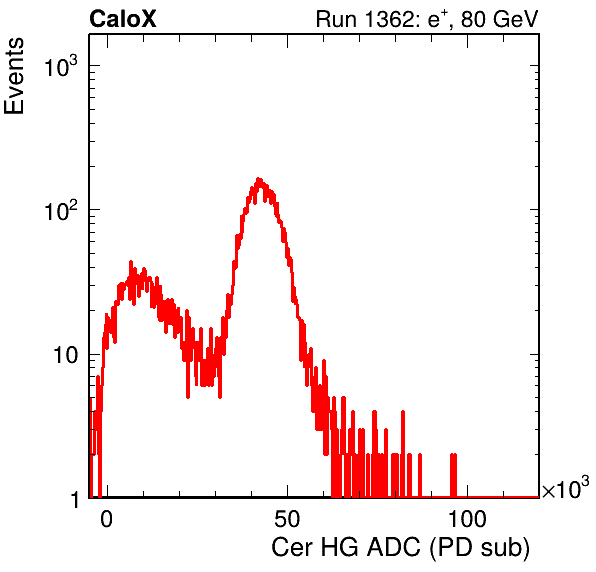 CaloX Run 1362: e⁺, 80 GeV
Events
10³
10²
10
1
0 50 100 ×10³
Cer HG ADC (PD sub)